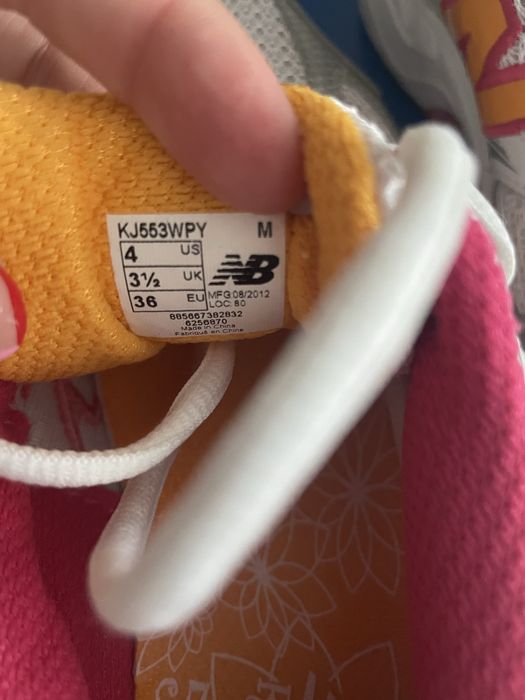 KJ553WPY M
4 US
3½ UK
36 EU
NB
MFG:08/2012
LOC: 80
885667382832
6256870
Made in China
Fabriqué en Chine